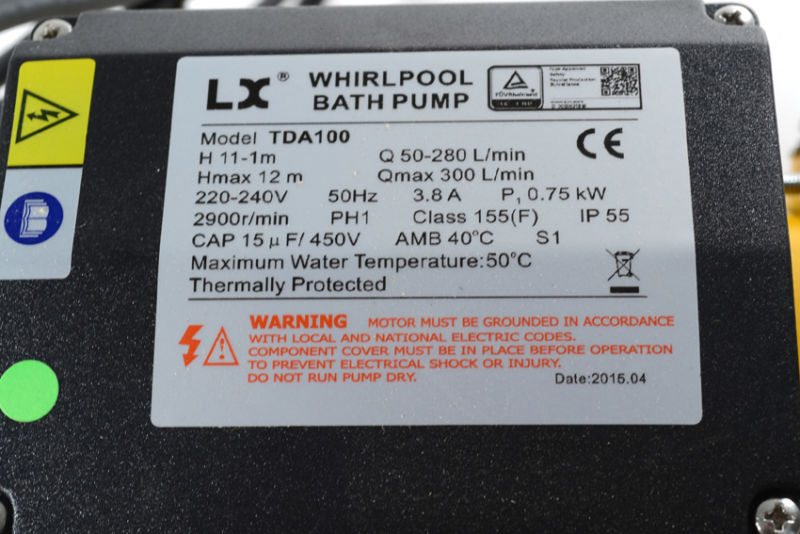 LX® WHIRLPOOL
BATH PUMP
TÜVRheinland
CE
Model TDA100
H 11-1m Q 50-280 L/min
Hmax 12 m Qmax 300 L/min
220-240V 50Hz 3.8 A P₁ 0.75 kW
2900r/min PH1 Class 155(F) IP 55
CAP 15 μF/ 450V AMB 40°C S1
Maximum Water Temperature:50°C
Thermally Protected
WARNING MOTOR MUST BE GROUNDED IN ACCORDANCE
WITH LOCAL AND NATIONAL ELECTRIC CODES.
COMPONENT COVER MUST BE IN PLACE BEFORE OPERATION
TO PREVENT ELECTRICAL SHOCK OR INJURY.
DO NOT RUN PUMP DRY.
Date:2015.04